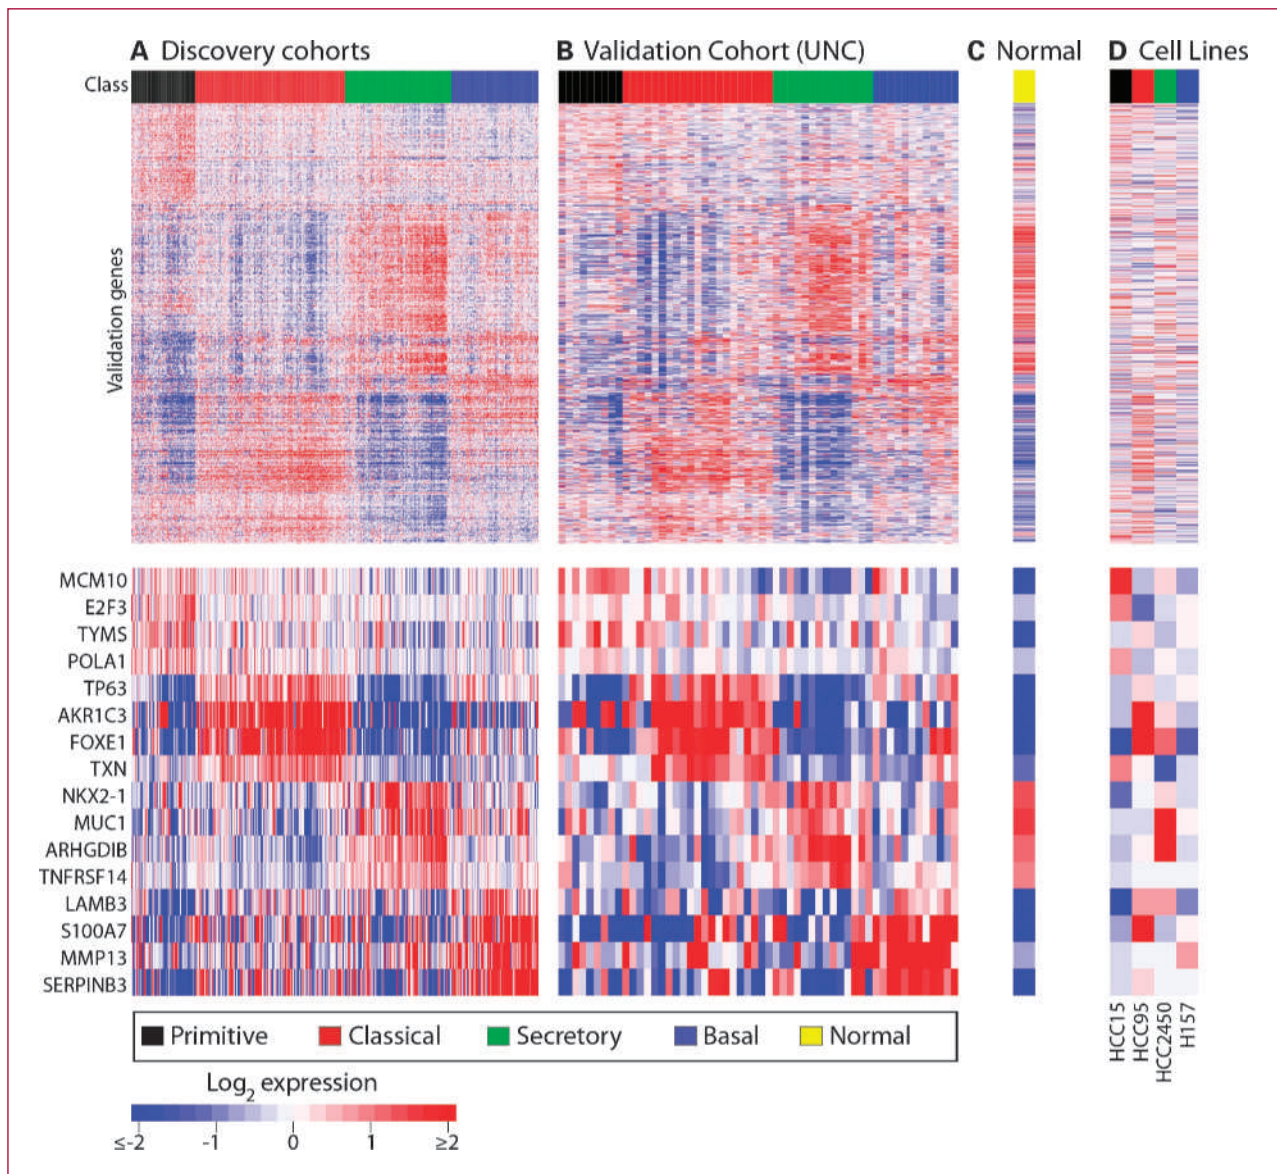 A Discovery cohorts
B Validation Cohort (UNC)
C Normal
D Cell Lines
Class
Validation genes
MCM10
E2F3
TYMS
POLA1
TP63
AKR1C3
FOXE1
TXN
NKX2-1
MUC1
ARHGDIB
TNFRSF14
LAMB3
S100A7
MMP13
SERPINB3
HCC15
HCC95
HCC2450
H157
Primitive Classical Secretory Basal Normal
Log2 expression
≤-2 -1 0 1 ≥2